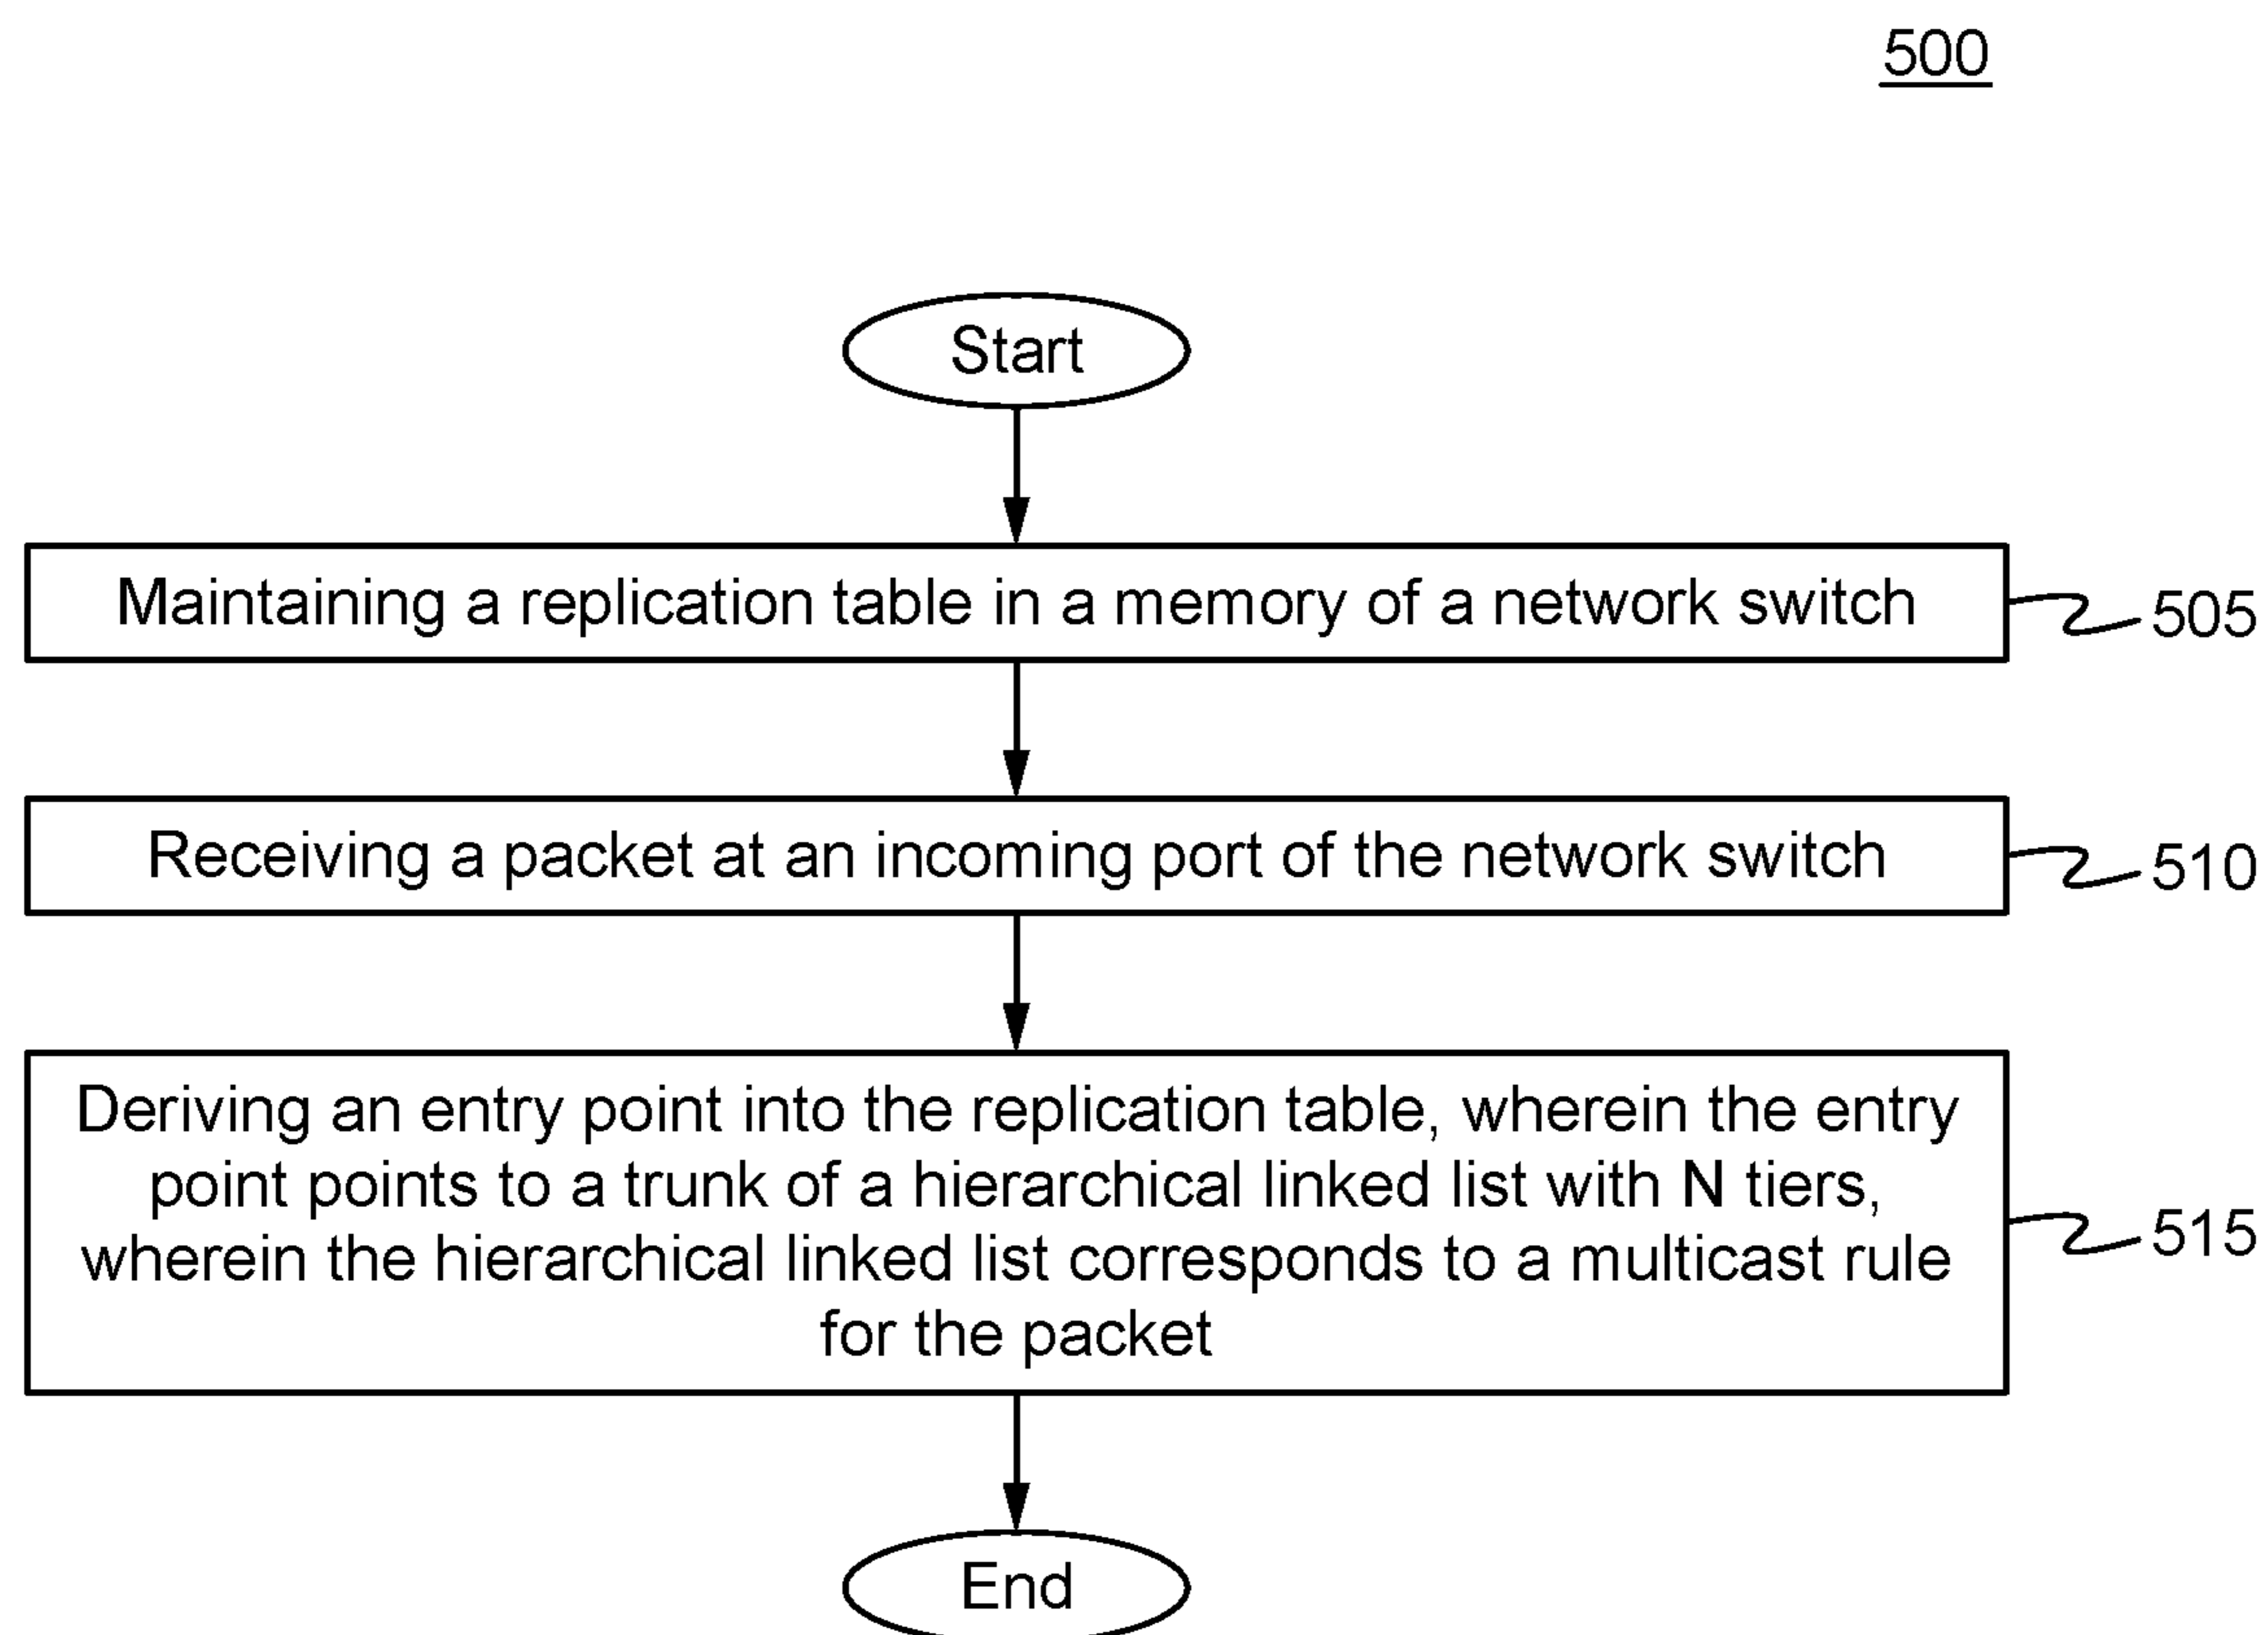 500
Start
Maintaining a replication table in a memory of a network switch
505
Receiving a packet at an incoming port of the network switch
510
Deriving an entry point into the replication table, wherein the entry
point points to a trunk of a hierarchical linked list with N tiers,
wherein the hierarchical linked list corresponds to a multicast rule
for the packet
515
End